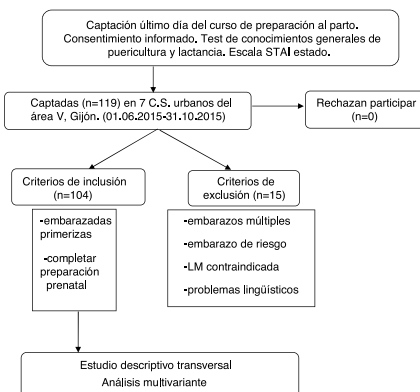 Captación último día del curso de preparación al parto.
Consentimiento informado. Test de conocimientos generales de
puericultura y lactancia. Escala STAI estado.
Captadas (n=119) en 7 C.S. urbanos del
área V, Gijón. (01.06.2015-31.10.2015)
Rechazan participar
(n=0)
Criterios de inclusión
(n=104)
Criterios de
exclusión (n=15)
-embarazadas
primerizas
-completar
preparación
prenatal
-embarazos múltiples
-embarazo de riesgo
-LM contraindicada
-problemas lingüísticos
Estudio descriptivo transversal
Análisis multivariante